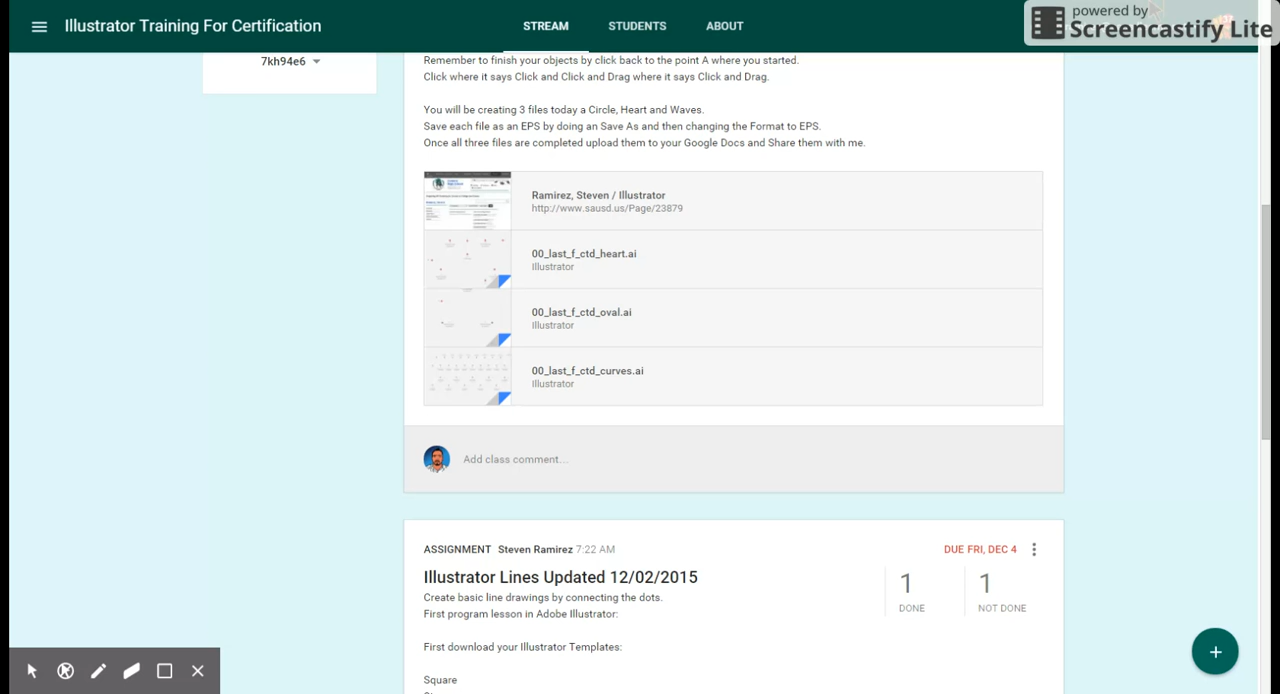 Illustrator Training For Certification
STREAM STUDENTS ABOUT
powered by
Screencastify Lite
7kh94e6
Remember to finish your objects by click back to the point A where you started.
Click where it says Click and Click and Drag where it says Click and Drag.
You will be creating 3 files today a Circle, Heart and Waves.
Save each file as an EPS by doing an Save As and then changing the Format to EPS.
Once all three files are completed upload them to your Google Docs and Share them with me.
Ramirez, Steven / Illustrator
http://www.sausd.us/Page/23879
00_last_f_ctd_heart.ai
Illustrator
00_last_f_ctd_oval.ai
Illustrator
00_last_f_ctd_curves.ai
Illustrator
Add class comment...
ASSIGNMENT Steven Ramirez 7:22 AM
DUE FRI, DEC 4
Illustrator Lines Updated 12/02/2015
1
DONE
1
NOT DONE
Create basic line drawings by connecting the dots.
First program lesson in Adobe Illustrator:
First download your Illustrator Templates:
Square